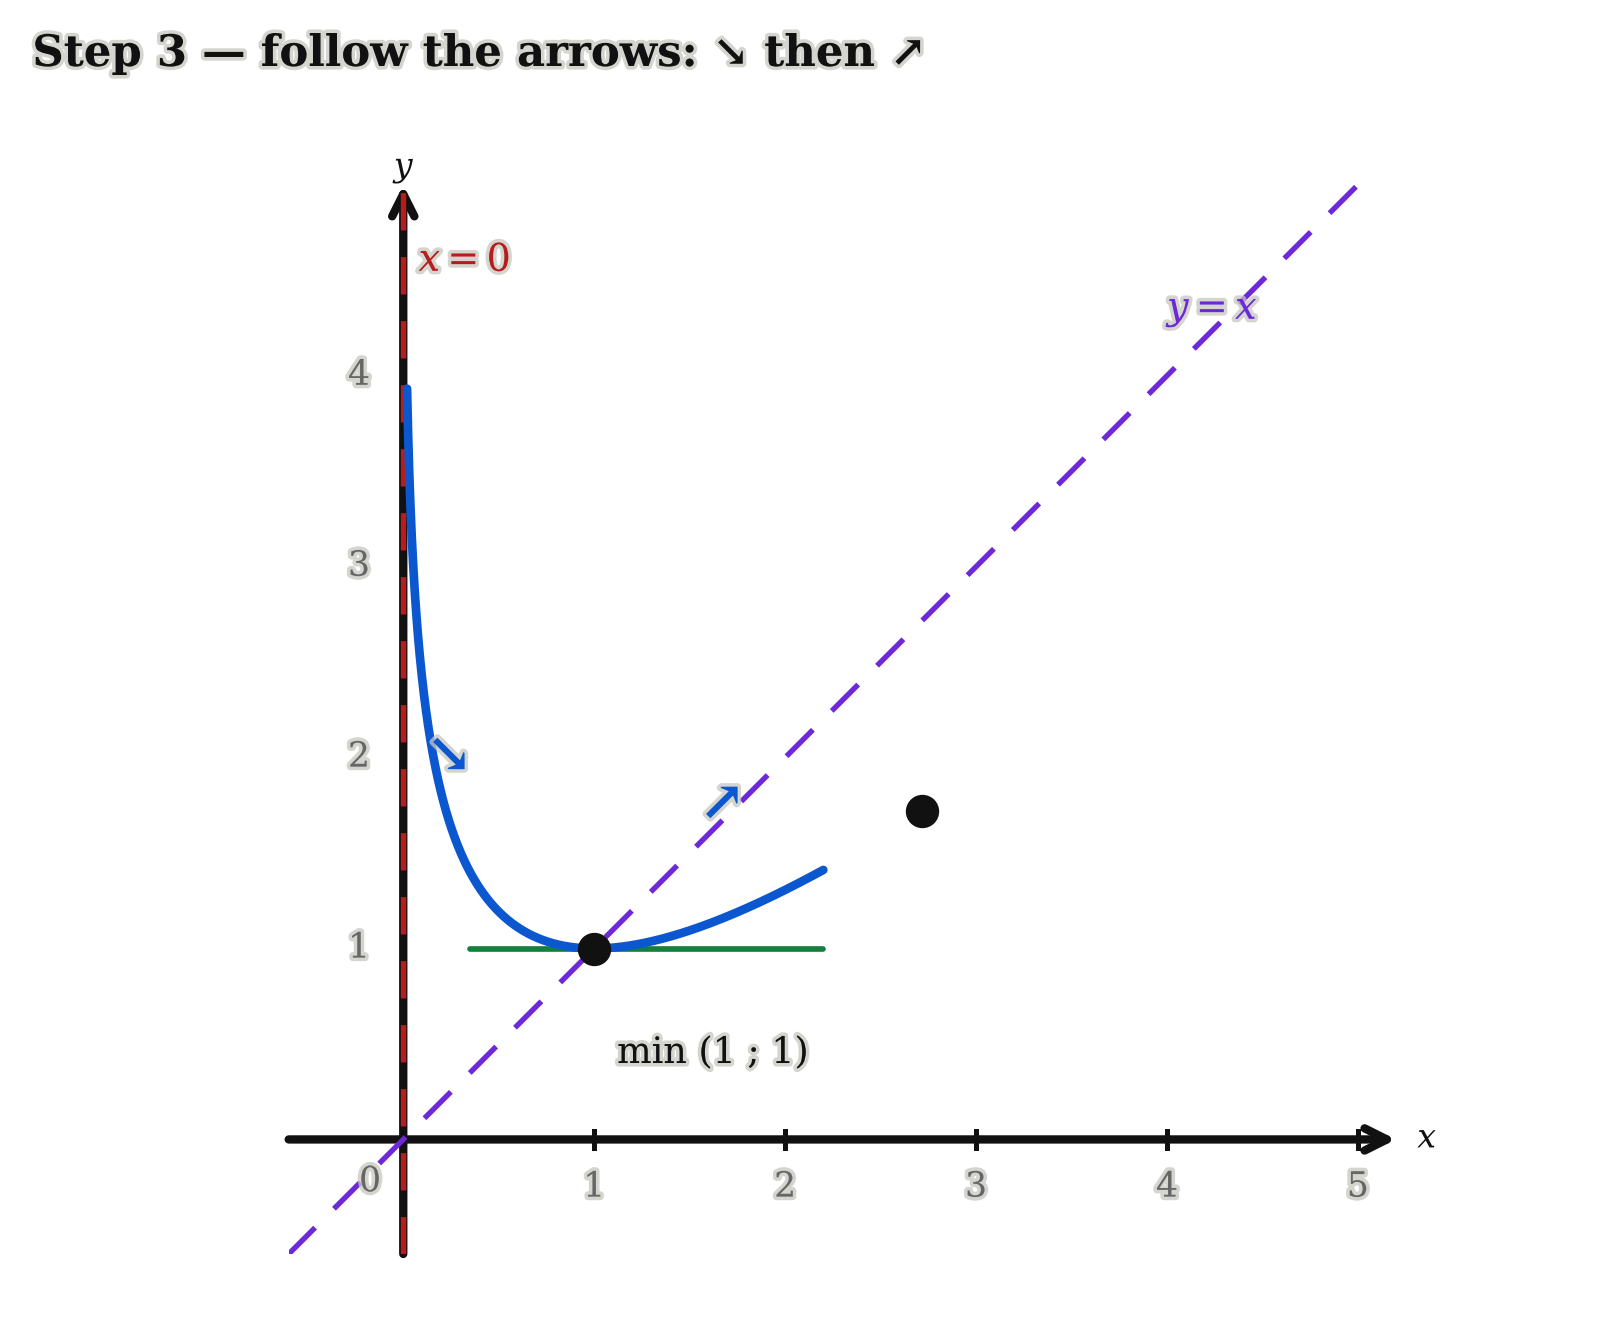 Step 3 — follow the arrows: ↘ then ↗
y
x = 0
y = x
4
3
2
↘
↗
1
min (1 ; 1)
x
0
1 2 3 4 5